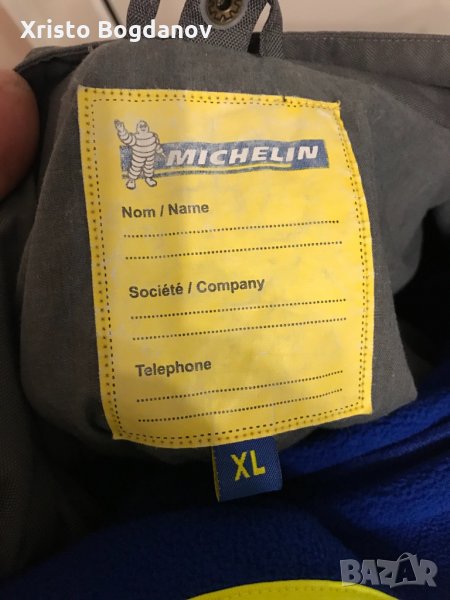 Xristo Bogdanov
MICHELIN
Nom / Name
Société / Company
Telephone
XL
BAZAR